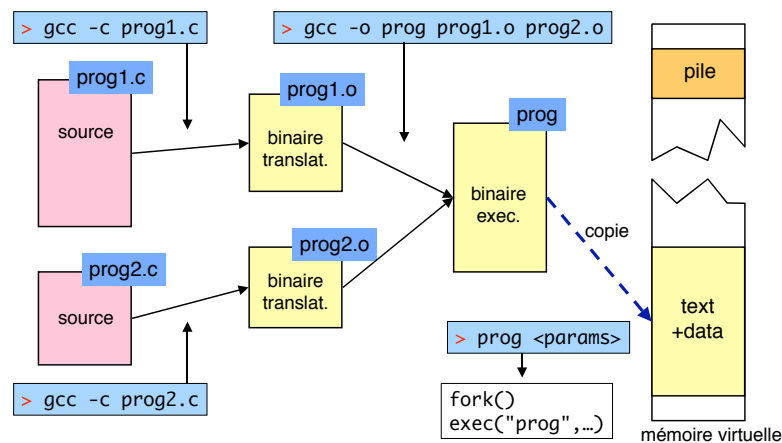 > gcc -c prog1.c
> gcc -o prog prog1.o prog2.o
prog1.c
source
prog1.o
binaire
translat.
prog
binaire
exec.
pile
copie
prog2.c
source
prog2.o
binaire
translat.
text
+data
> prog <params>
> gcc -c prog2.c
fork()
exec("prog",…)
mémoire virtuelle